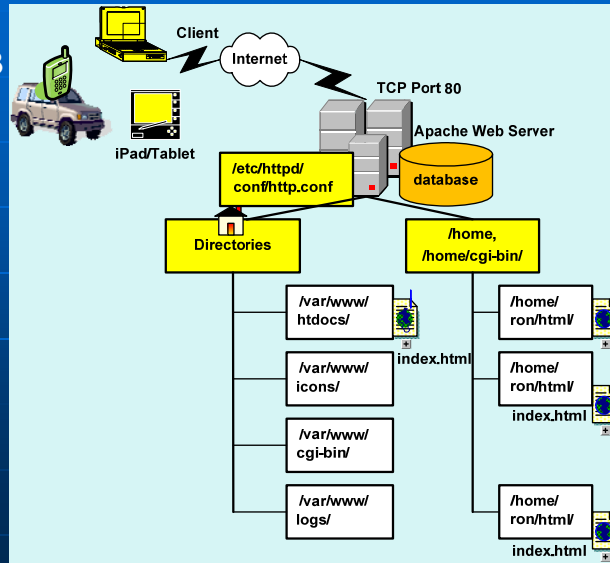 Client
Internet
TCP Port 80
Apache Web Server
iPad/Tablet
/etc/httpd/
conf/http.conf
database
Directories
/home,
/home/cgi-bin/
/var/www/
htdocs/
index.html
/var/www/
icons/
/var/www/
cgi-bin/
/var/www/
logs/
/home/
ron/html/
/home/
ron/html/
index.html
/home/
ron/html/
index.html